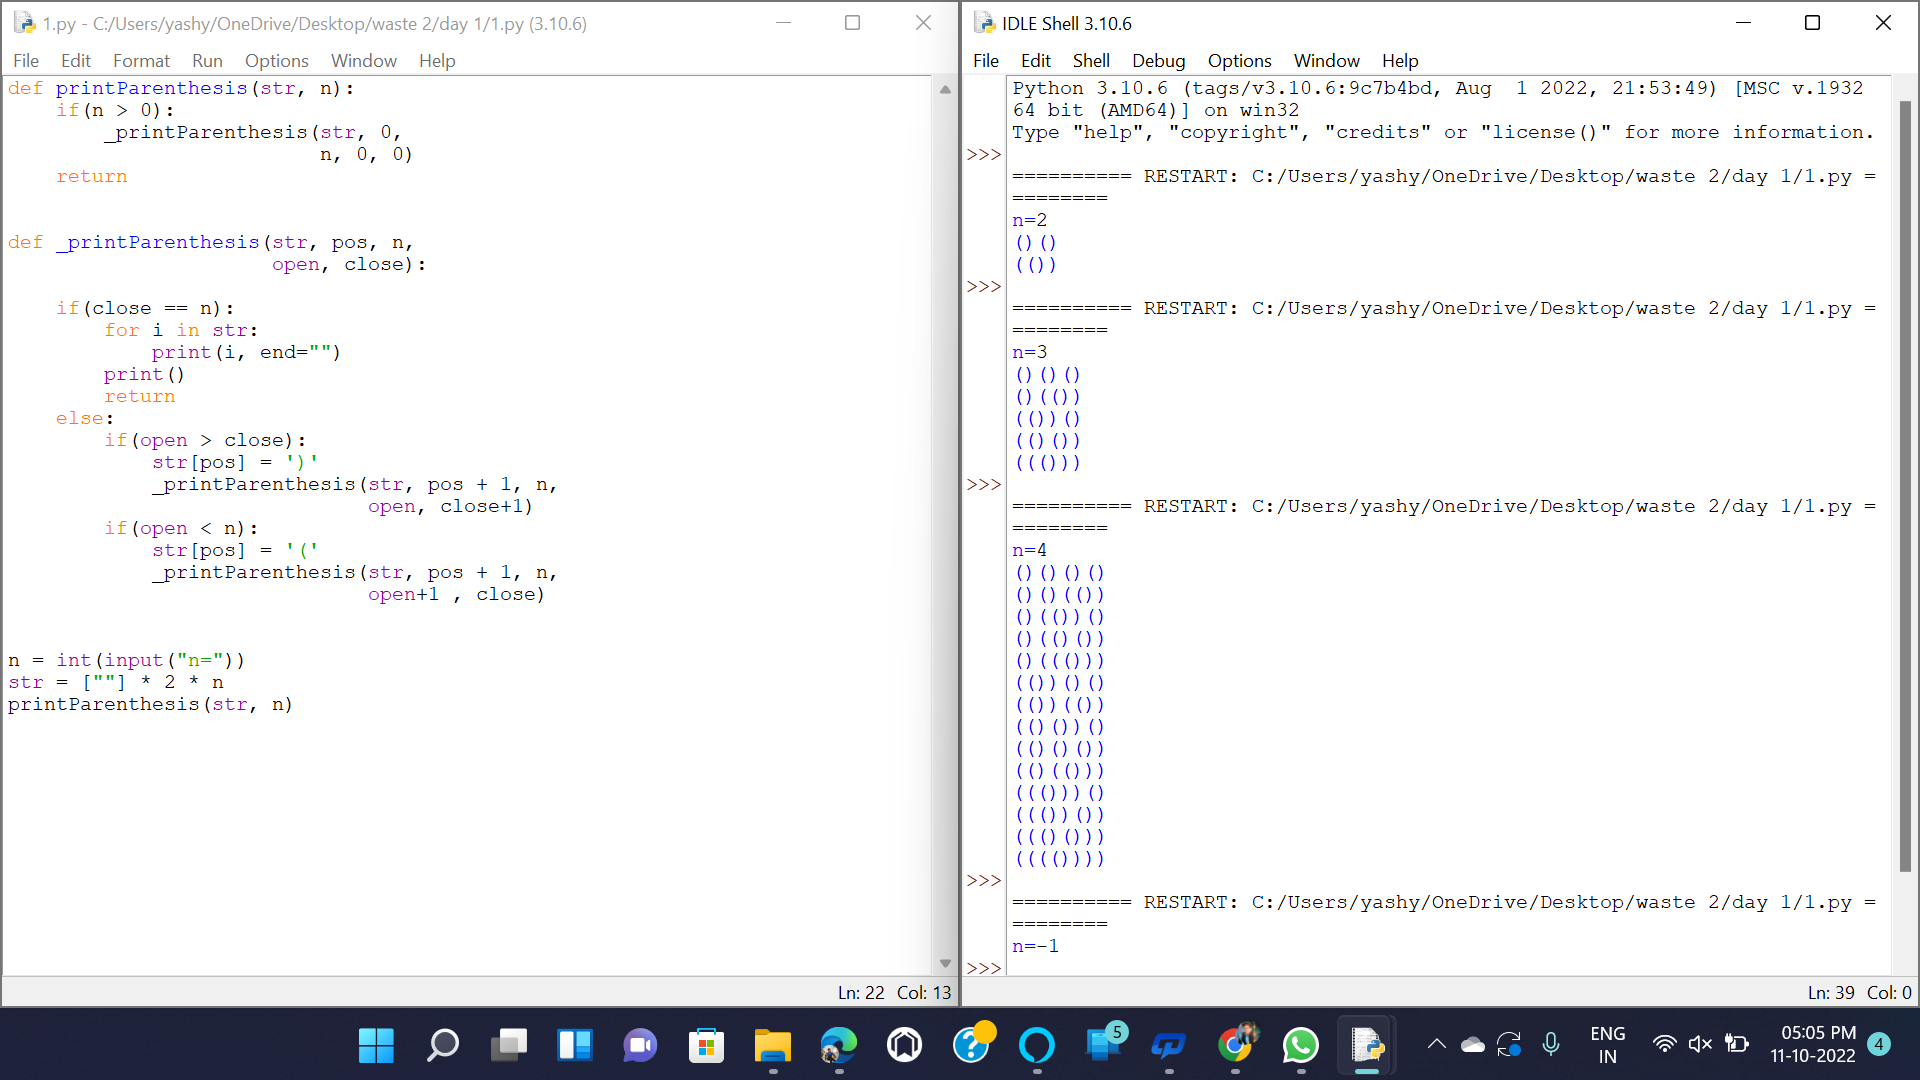 1.py - C:/Users/yashy/OneDrive/Desktop/waste 2/day 1/1.py (3.10.6)
File Edit Format Run Options Window Help
def printParenthesis(str, n):
    if(n > 0):
        _printParenthesis(str, 0,
                          n, 0, 0)
    return
def _printParenthesis(str, pos, n,
                      open, close):
    if(close == n):
        for i in str:
            print(i, end="")
        print()
        return
    else:
        if(open > close):
            str[pos] = ')'
            _printParenthesis(str, pos + 1, n,
                              open, close+1)
        if(open < n):
            str[pos] = '('
            _printParenthesis(str, pos + 1, n,
                              open+1 , close)
n = int(input("n="))
str = [""] * 2 * n
printParenthesis(str, n)
Ln: 22 Col: 13
IDLE Shell 3.10.6
File Edit Shell Debug Options Window Help
Python 3.10.6 (tags/v3.10.6:9c7b4bd, Aug  1 2022, 21:53:49) [MSC v.1932
64 bit (AMD64)] on win32
Type "help", "copyright", "credits" or "license()" for more information.
>>>
========== RESTART: C:/Users/yashy/OneDrive/Desktop/waste 2/day 1/1.py =
========
n=2
()()
(())
>>>
========== RESTART: C:/Users/yashy/OneDrive/Desktop/waste 2/day 1/1.py =
========
n=3
()()()
()(())
(())()
(()())
((()))
>>>
========== RESTART: C:/Users/yashy/OneDrive/Desktop/waste 2/day 1/1.py =
========
n=4
()()()()
()()(())
()(())()
()(()())
()((()))
(())()()
(())(())
(()())()
(()()())
(()(()))
((()))()
((())())
((()()))
(((())))
>>>
========== RESTART: C:/Users/yashy/OneDrive/Desktop/waste 2/day 1/1.py =
========
n=-1
>>>
Ln: 39 Col: 0
5
ENG
IN
05:05 PM
11-10-2022
4